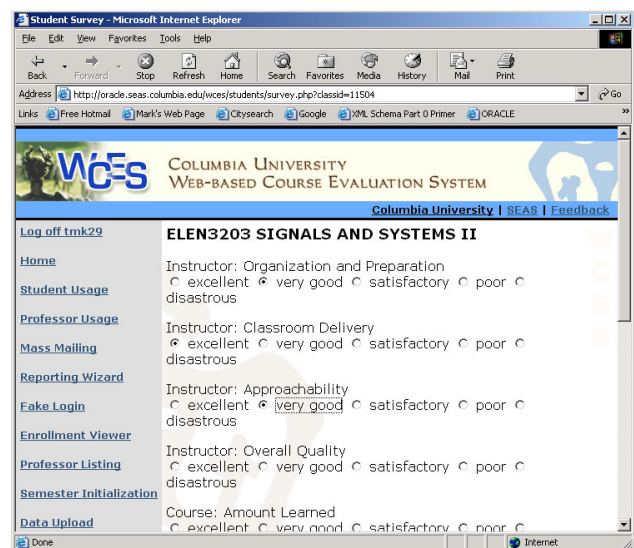 Student Survey - Microsoft Internet Explorer
File Edit View Favorites Tools Help
Back Forward Stop Refresh Home Search Favorites Media History Mail Print
Address http://oracle.seas.columbia.edu/wces/students/survey.php?classid=11504 Go
Links Free Hotmail Mark's Web Page Citysearch Google XML Schema Part 0 Primer ORACLE »
WCES
COLUMBIA UNIVERSITY
WEB-BASED COURSE EVALUATION SYSTEM
Columbia University | SEAS | Feedback
Log off tmk29
Home
Student Usage
Professor Usage
Mass Mailing
Reporting Wizard
Fake Login
Enrollment Viewer
Professor Listing
Semester Initialization
Data Upload
ELEN3203 SIGNALS AND SYSTEMS II
Instructor: Organization and Preparation
excellent very good satisfactory poor
disastrous
Instructor: Classroom Delivery
excellent very good satisfactory poor
disastrous
Instructor: Approachability
excellent very good satisfactory poor
disastrous
Instructor: Overall Quality
excellent very good satisfactory poor
disastrous
Course: Amount Learned
excellent very good satisfactory poor
WCES
Done Internet